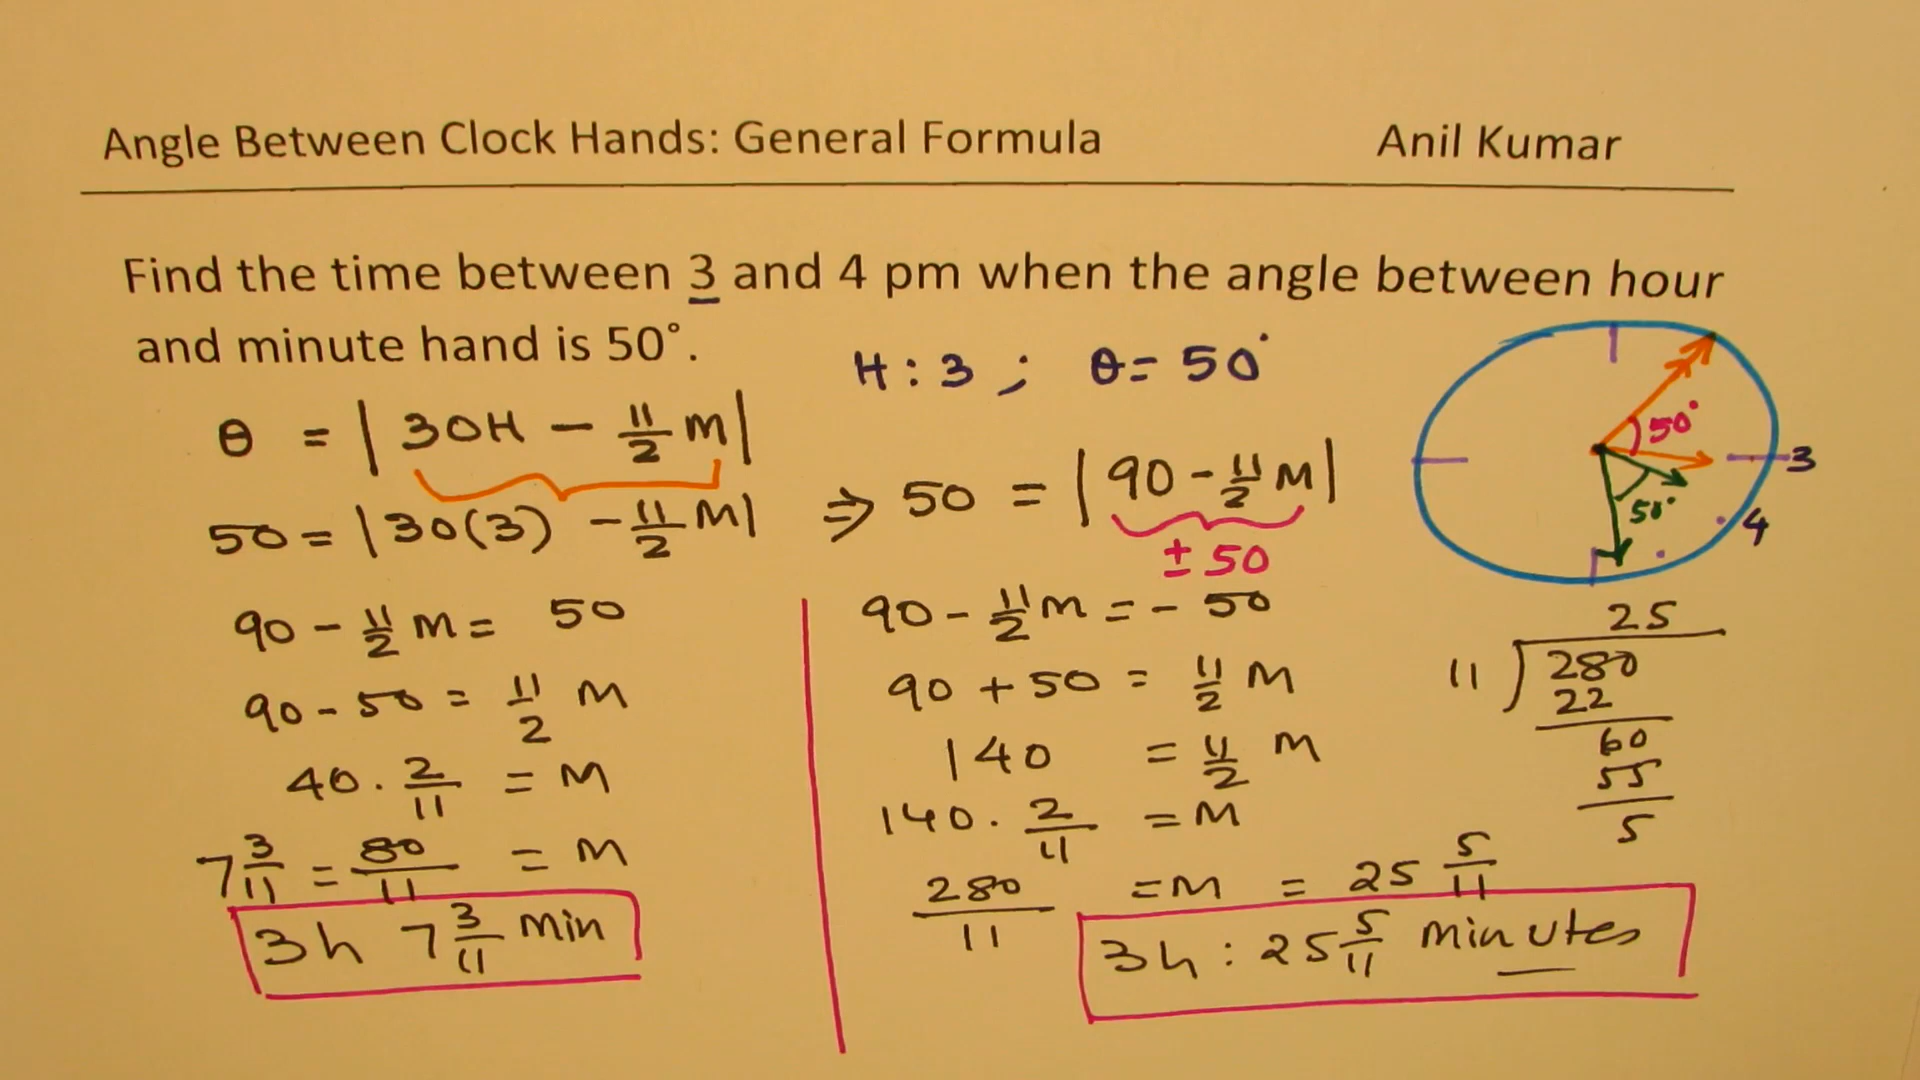 Angle Between Clock Hands: General Formula Anil Kumar
Find the time between 3 and 4 pm when the angle between hour
and minute hand is 50°.
H : 3 ; θ = 50°
θ = | 30H - 11/2 M |
50 = | 30(3) - 11/2 M |
⇒ 50 = | 90 - 11/2 M |
± 50
90 - 11/2 M = 50
90 - 50 = 11/2 M
40 . 2/11 = M
7 3/11 = 80/11 = M
3h 7 3/11 min
90 - 11/2 M = - 50
90 + 50 = 11/2 M
140 = 11/2 M
140 . 2/11 = M
280/11 = M = 25 5/11
3h : 25 5/11 minutes
50°
3
50°
4
25
11 ) 280
22
60
55
5